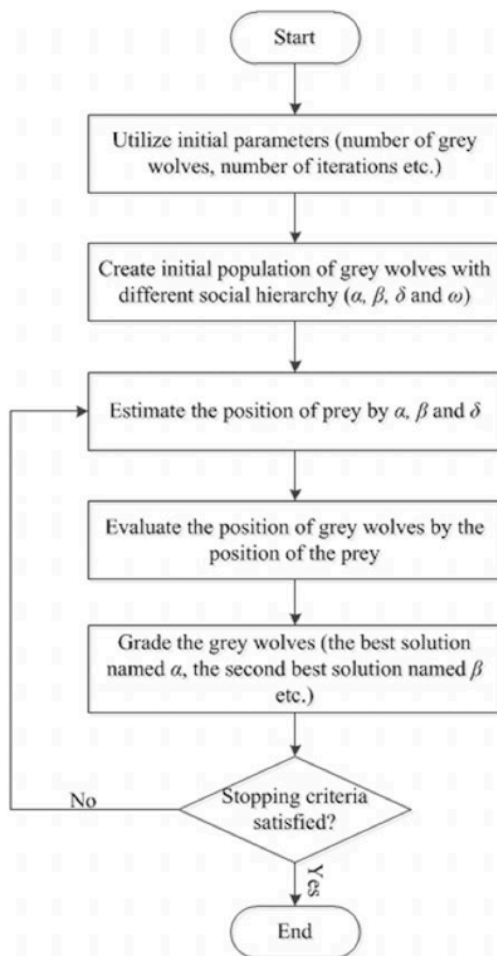 Start
Utilize initial parameters (number of grey
wolves, number of iterations etc.)
Create initial population of grey wolves with
different social hierarchy (α, β, δ and ω)
Estimate the position of prey by α, β and δ
Evaluate the position of grey wolves by the
position of the prey
Grade the grey wolves (the best solution
named α, the second best solution named β
etc.)
No
Stopping criteria
satisfied?
Yes
End